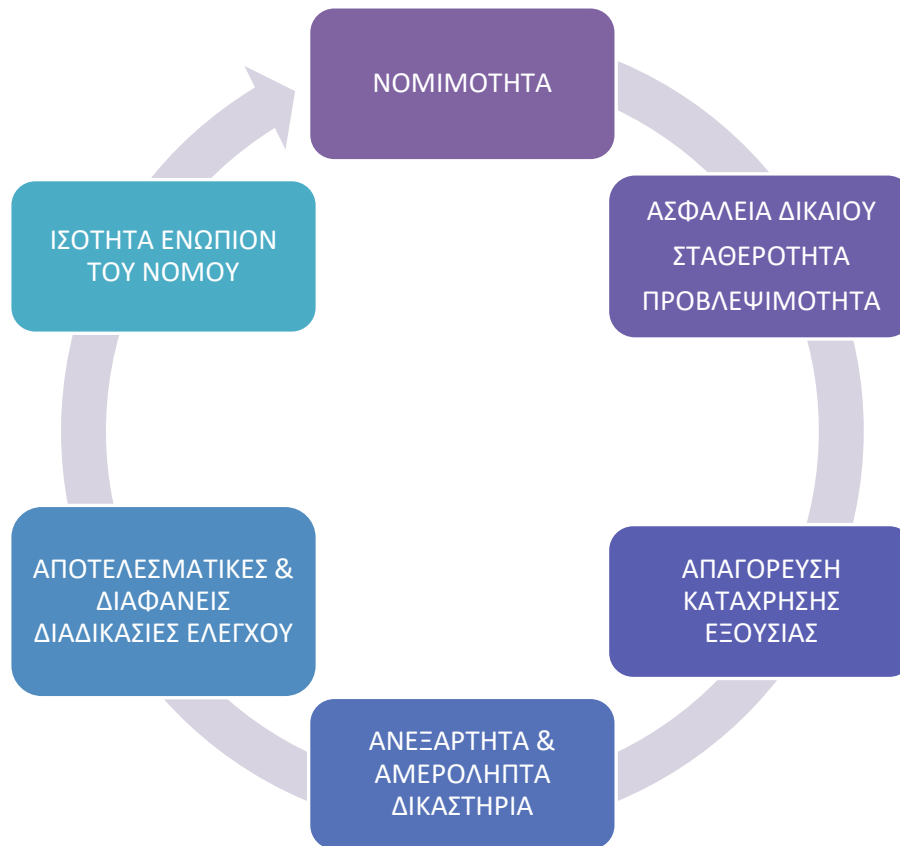 ΝΟΜΙΜΟΤΗΤΑ
ΑΣΦΑΛΕΙΑ ΔΙΚΑΙΟΥ
ΣΤΑΘΕΡΟΤΗΤΑ
ΠΡΟΒΛΕΨΙΜΟΤΗΤΑ
ΑΠΑΓΟΡΕΥΣΗ
ΚΑΤΑΧΡΗΣΗΣ
ΕΞΟΥΣΙΑΣ
ΑΝΕΞΑΡΤΗΤΑ &
ΑΜΕΡΟΛΗΠΤΑ
ΔΙΚΑΣΤΗΡΙΑ
ΑΠΟΤΕΛΕΣΜΑΤΙΚΕΣ &
ΔΙΑΦΑΝΕΙΣ
ΔΙΑΔΙΚΑΣΙΕΣ ΕΛΕΓΧΟΥ
ΙΣΟΤΗΤΑ ΕΝΩΠΙΟΝ
ΤΟΥ ΝΟΜΟΥ